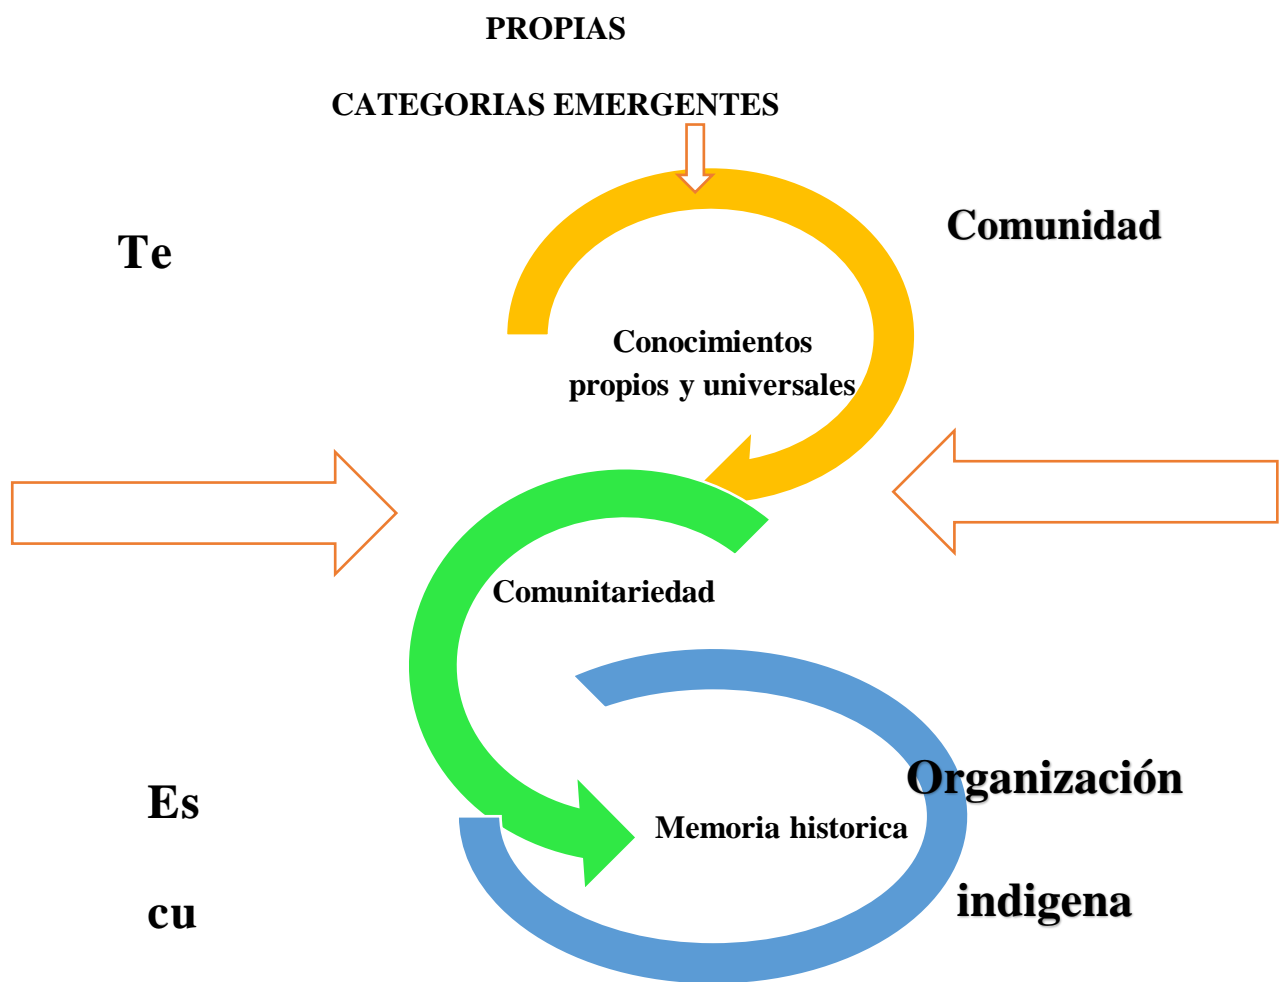 PROPIAS
CATEGORIAS EMERGENTES
Te
Comunidad
Conocimientos
propios y universales
Comunitariedad
Es
cu
Memoria historica
Organización
indigena